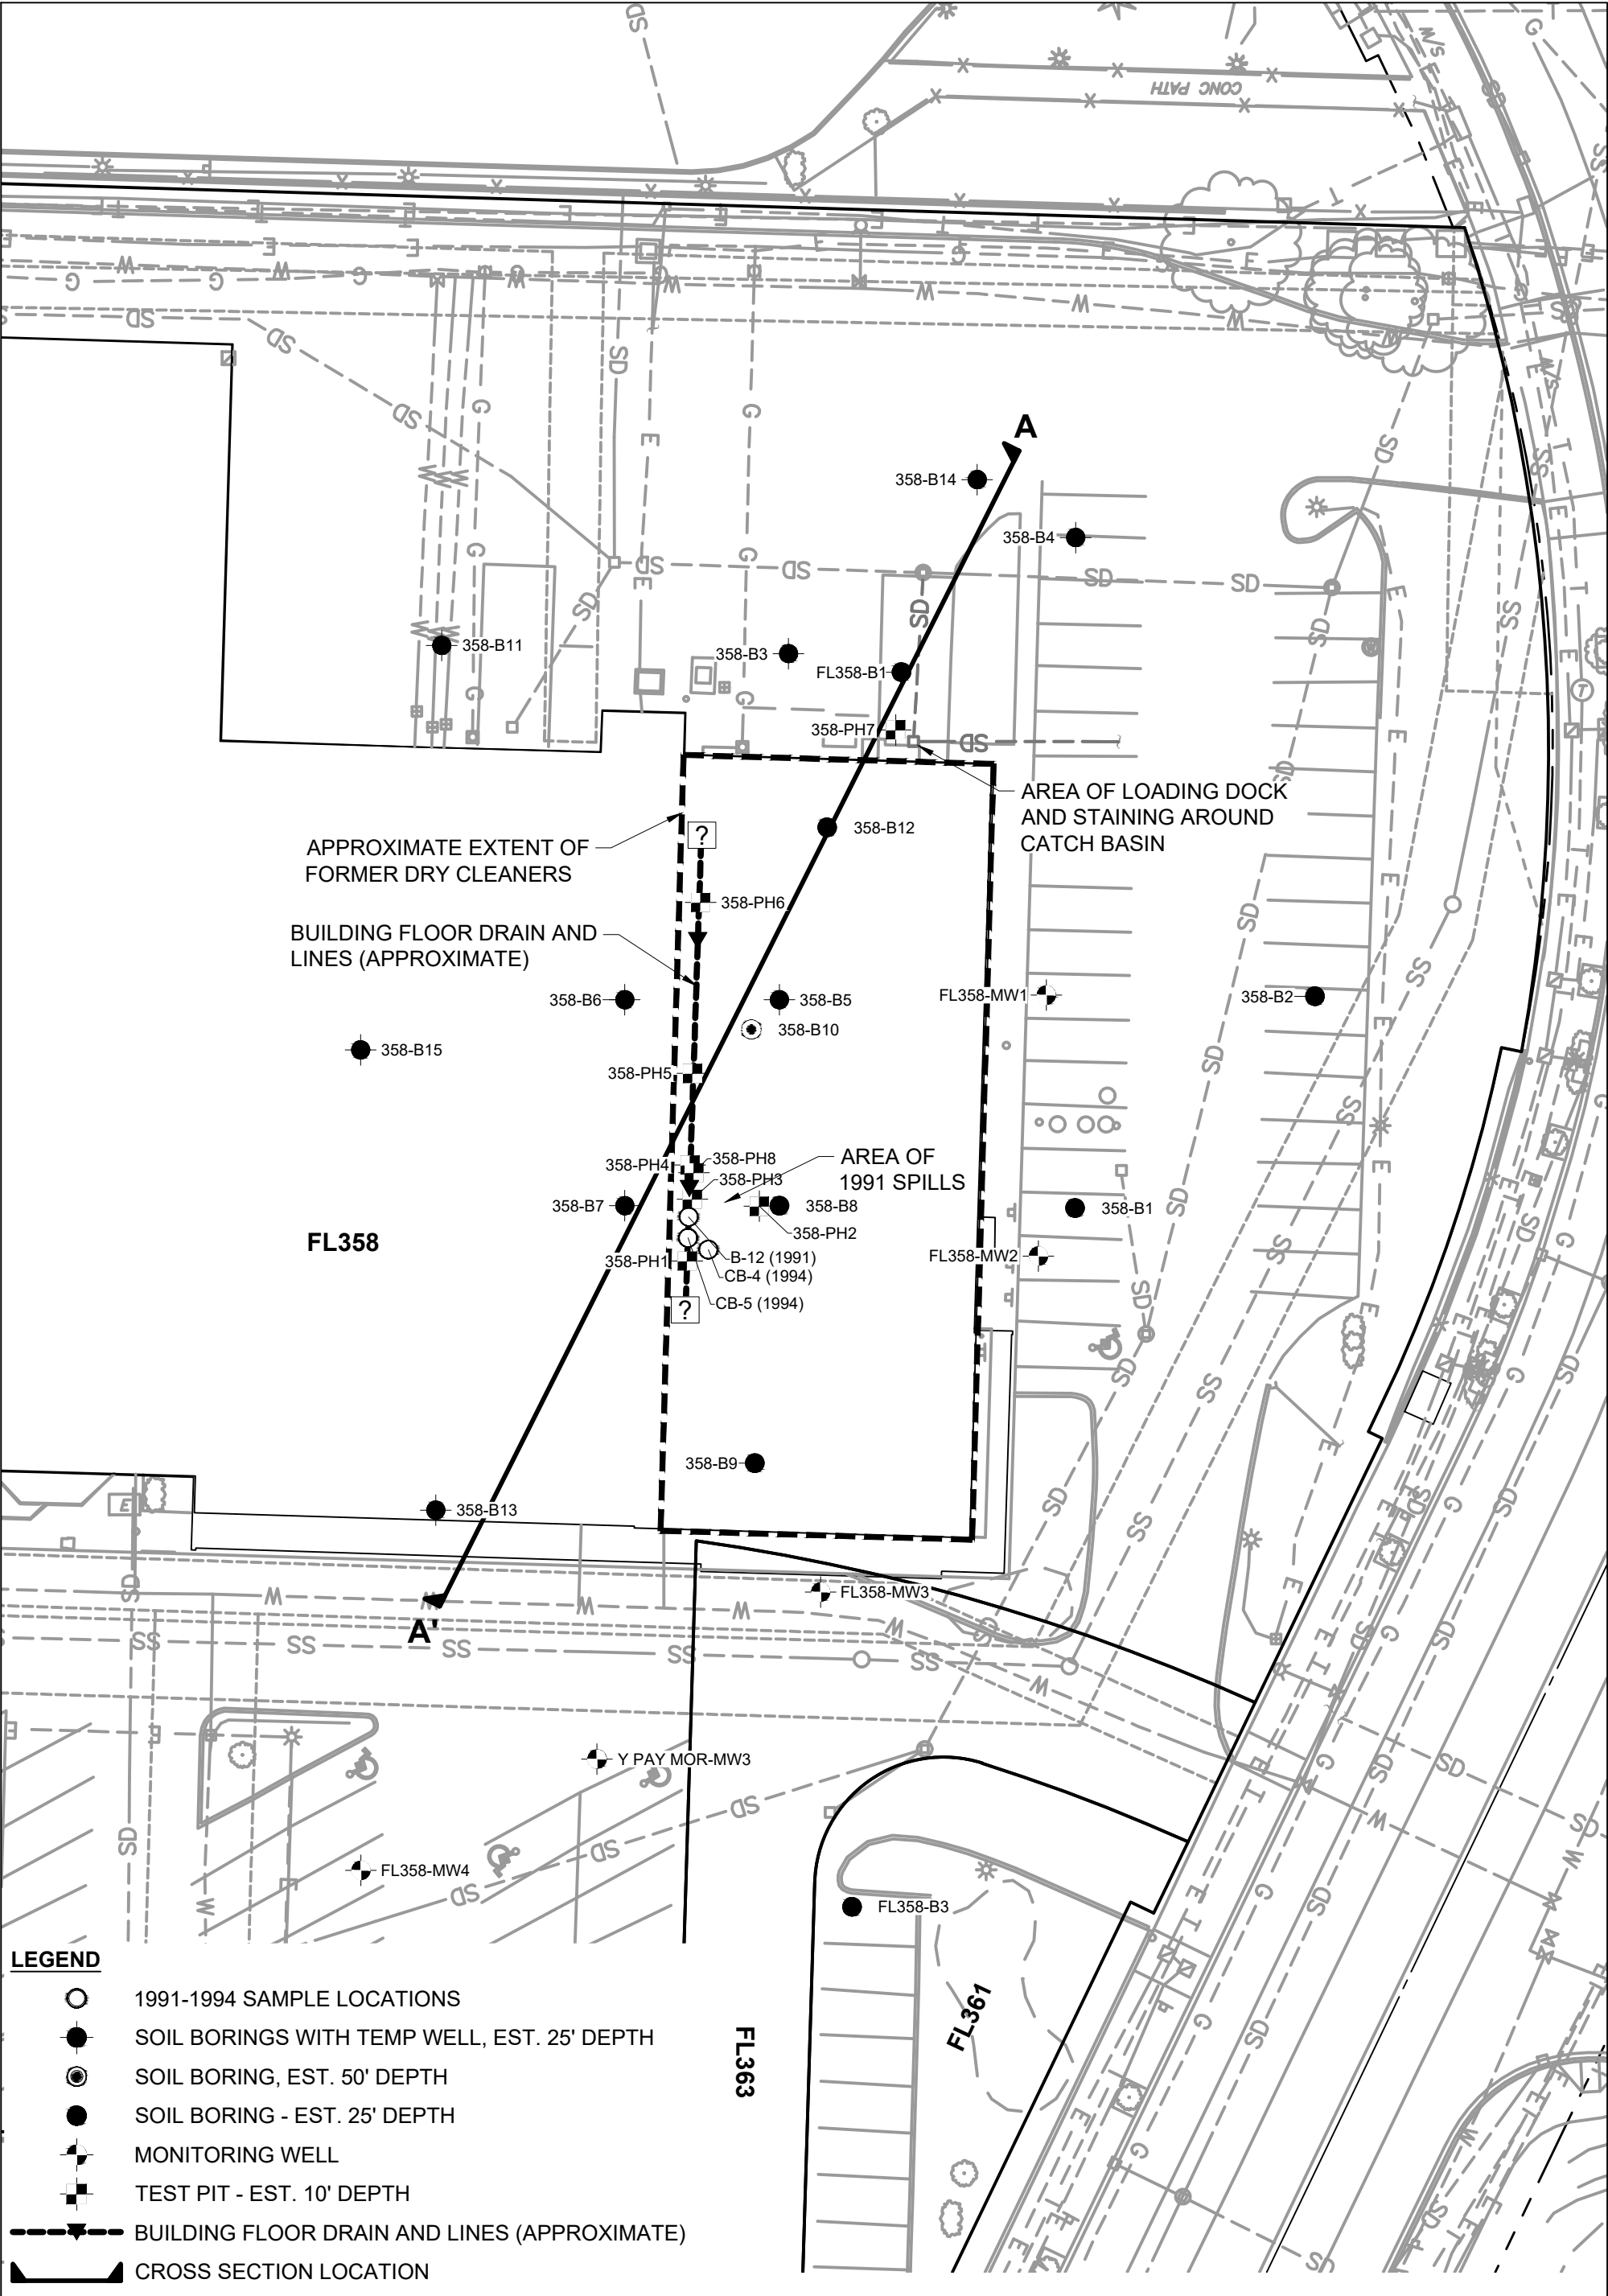 CONC PATH
A
358-B14
358-B4
358-B11
358-B3
FL358-B1
358-PH7
AREA OF LOADING DOCK
AND STAINING AROUND
CATCH BASIN
358-B12
APPROXIMATE EXTENT OF
FORMER DRY CLEANERS
?
358-PH6
BUILDING FLOOR DRAIN AND
LINES (APPROXIMATE)
358-B6
358-B5
FL358-MW1
358-B2
358-B10
358-B15
358-PH5
358-PH4
358-PH8
358-PH3
AREA OF
1991 SPILLS
358-B7
358-B8
358-B1
358-PH2
FL358
FL358-MW2
358-PH1
B-12 (1991)
CB-4 (1994)
CB-5 (1994)
?
358-B9
358-B13
FL358-MW3
A'
Y PAY MOR-MW3
FL358-MW4
FL358-B3
FL361
FL363
LEGEND
1991-1994 SAMPLE LOCATIONS
SOIL BORINGS WITH TEMP WELL, EST. 25' DEPTH
SOIL BORING, EST. 50' DEPTH
SOIL BORING - EST. 25' DEPTH
MONITORING WELL
TEST PIT - EST. 10' DEPTH
BUILDING FLOOR DRAIN AND LINES (APPROXIMATE)
CROSS SECTION LOCATION